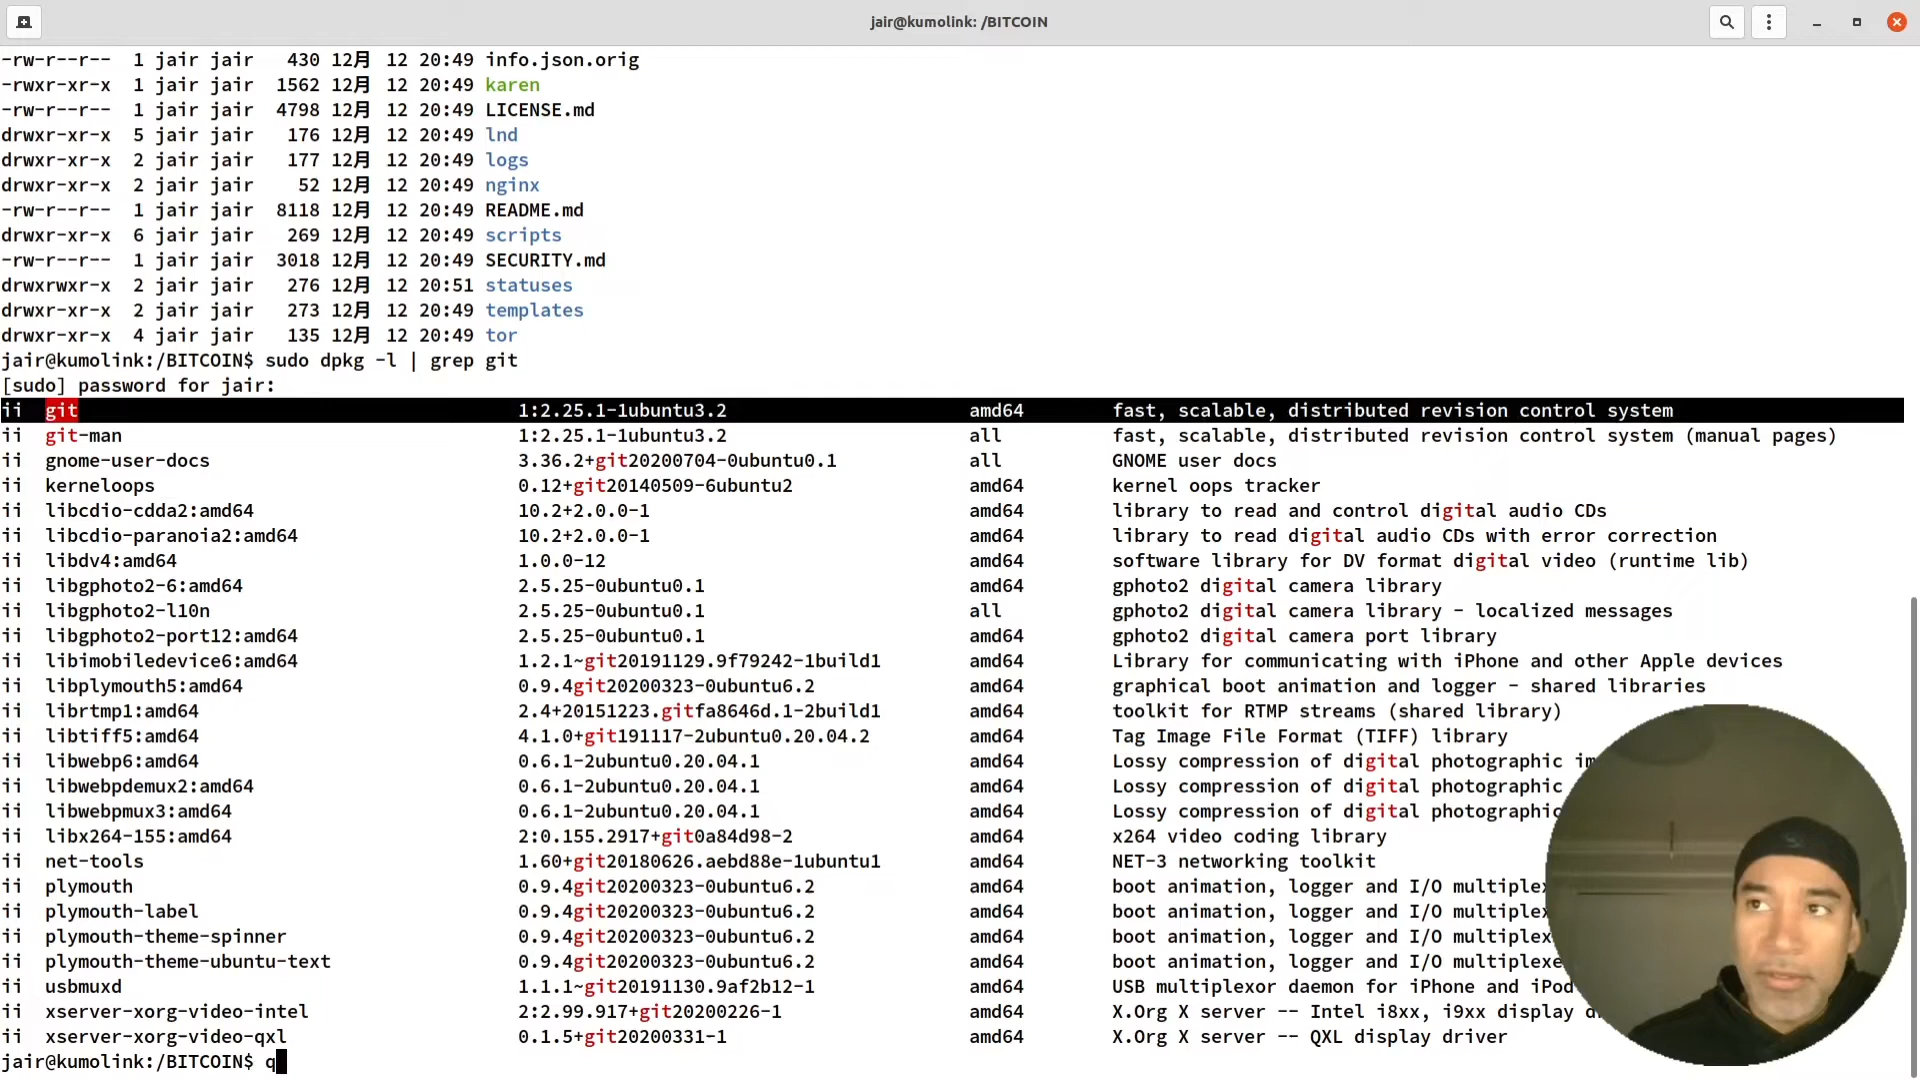 jair@kumolink: /BITCOIN
-rw-r--r-- 1 jair jair 430 12月 12 20:49 info.json.orig
-rwxr-xr-x 1 jair jair 1562 12月 12 20:49 karen
-rw-r--r-- 1 jair jair 4798 12月 12 20:49 LICENSE.md
drwxr-xr-x 5 jair jair 176 12月 12 20:49 lnd
drwxr-xr-x 2 jair jair 177 12月 12 20:49 logs
drwxr-xr-x 2 jair jair 52 12月 12 20:49 nginx
-rw-r--r-- 1 jair jair 8118 12月 12 20:49 README.md
drwxr-xr-x 6 jair jair 269 12月 12 20:49 scripts
-rw-r--r-- 1 jair jair 3018 12月 12 20:49 SECURITY.md
drwxrwxr-x 2 jair jair 276 12月 12 20:51 statuses
drwxr-xr-x 2 jair jair 273 12月 12 20:49 templates
drwxr-xr-x 4 jair jair 135 12月 12 20:49 tor
jair@kumolink:/BITCOIN$ sudo dpkg -l | grep git
[sudo] password for jair:
ii git 1:2.25.1-1ubuntu3.2 amd64 fast, scalable, distributed revision control system
ii git-man 1:2.25.1-1ubuntu3.2 all fast, scalable, distributed revision control system (manual pages)
ii gnome-user-docs 3.36.2+git20200704-0ubuntu0.1 all GNOME user docs
ii kerneloops 0.12+git20140509-6ubuntu2 amd64 kernel oops tracker
ii libcdio-cdda2:amd64 10.2+2.0.0-1 amd64 library to read and control digital audio CDs
ii libcdio-paranoia2:amd64 10.2+2.0.0-1 amd64 library to read digital audio CDs with error correction
ii libdv4:amd64 1.0.0-12 amd64 software library for DV format digital video (runtime lib)
ii libgphoto2-6:amd64 2.5.25-0ubuntu0.1 amd64 gphoto2 digital camera library
ii libgphoto2-l10n 2.5.25-0ubuntu0.1 all gphoto2 digital camera library - localized messages
ii libgphoto2-port12:amd64 2.5.25-0ubuntu0.1 amd64 gphoto2 digital camera port library
ii libimobiledevice6:amd64 1.2.1~git20191129.9f79242-1build1 amd64 Library for communicating with iPhone and other Apple devices
ii libplymouth5:amd64 0.9.4git20200323-0ubuntu6.2 amd64 graphical boot animation and logger - shared libraries
ii librtmp1:amd64 2.4+20151223.gitfa8646d.1-2build1 amd64 toolkit for RTMP streams (shared library)
ii libtiff5:amd64 4.1.0+git191117-2ubuntu0.20.04.2 amd64 Tag Image File Format (TIFF) library
ii libwebp6:amd64 0.6.1-2ubuntu0.20.04.1 amd64 Lossy compression of digital photographic im
ii libwebpdemux2:amd64 0.6.1-2ubuntu0.20.04.1 amd64 Lossy compression of digital photographic
ii libwebpmux3:amd64 0.6.1-2ubuntu0.20.04.1 amd64 Lossy compression of digital photographic
ii libx264-155:amd64 2:0.155.2917+git0a84d98-2 amd64 x264 video coding library
ii net-tools 1.60+git20180626.aebd88e-1ubuntu1 amd64 NET-3 networking toolkit
ii plymouth 0.9.4git20200323-0ubuntu6.2 amd64 boot animation, logger and I/O multiplex
ii plymouth-label 0.9.4git20200323-0ubuntu6.2 amd64 boot animation, logger and I/O multiplex
ii plymouth-theme-spinner 0.9.4git20200323-0ubuntu6.2 amd64 boot animation, logger and I/O multiplex
ii plymouth-theme-ubuntu-text 0.9.4git20200323-0ubuntu6.2 amd64 boot animation, logger and I/O multiplexe
ii usbmuxd 1.1.1~git20191130.9af2b12-1 amd64 USB multiplexor daemon for iPhone and iPod
ii xserver-xorg-video-intel 2:2.99.917+git20200226-1 amd64 X.Org X server -- Intel i8xx, i9xx display d
ii xserver-xorg-video-qxl 0.1.5+git20200331-1 amd64 X.Org X server -- QXL display driver
jair@kumolink:/BITCOIN$ q